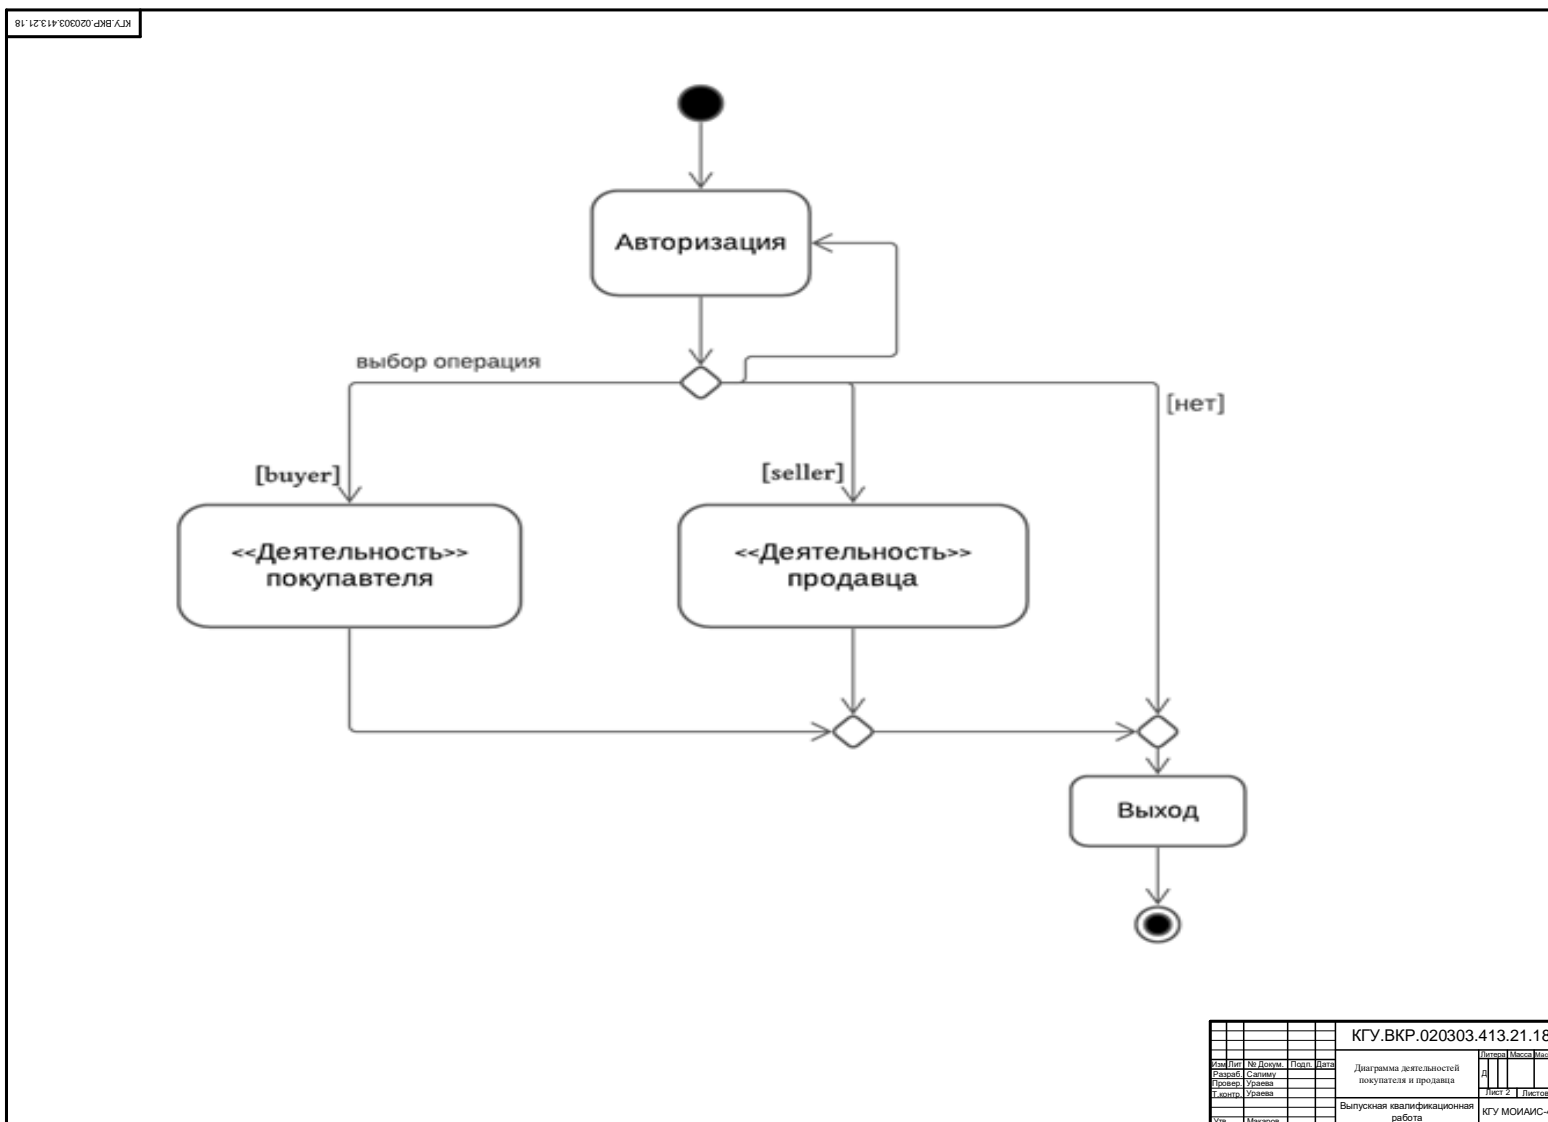 КГУ.ВКР.020303.413.21.18
Авторизация
выбор операция
[нет]
[buyer]
[seller]
<<Деятельность>>
покупавтеля
<<Деятельность>>
продавца
Выход
КГУ.ВКР.020303.413.21.18
Диаграмма деятельностей
покупателя и продавца
Литера Масса
Изм Лит № Докум. Подп. Дата
Разраб. Салиму
Провер. Ураева
Т.контр. Ураева
Д
Лист 2 Листов
Выпускная квалификационная
работа
КГУ МОИАИС-
Утв. Макаров